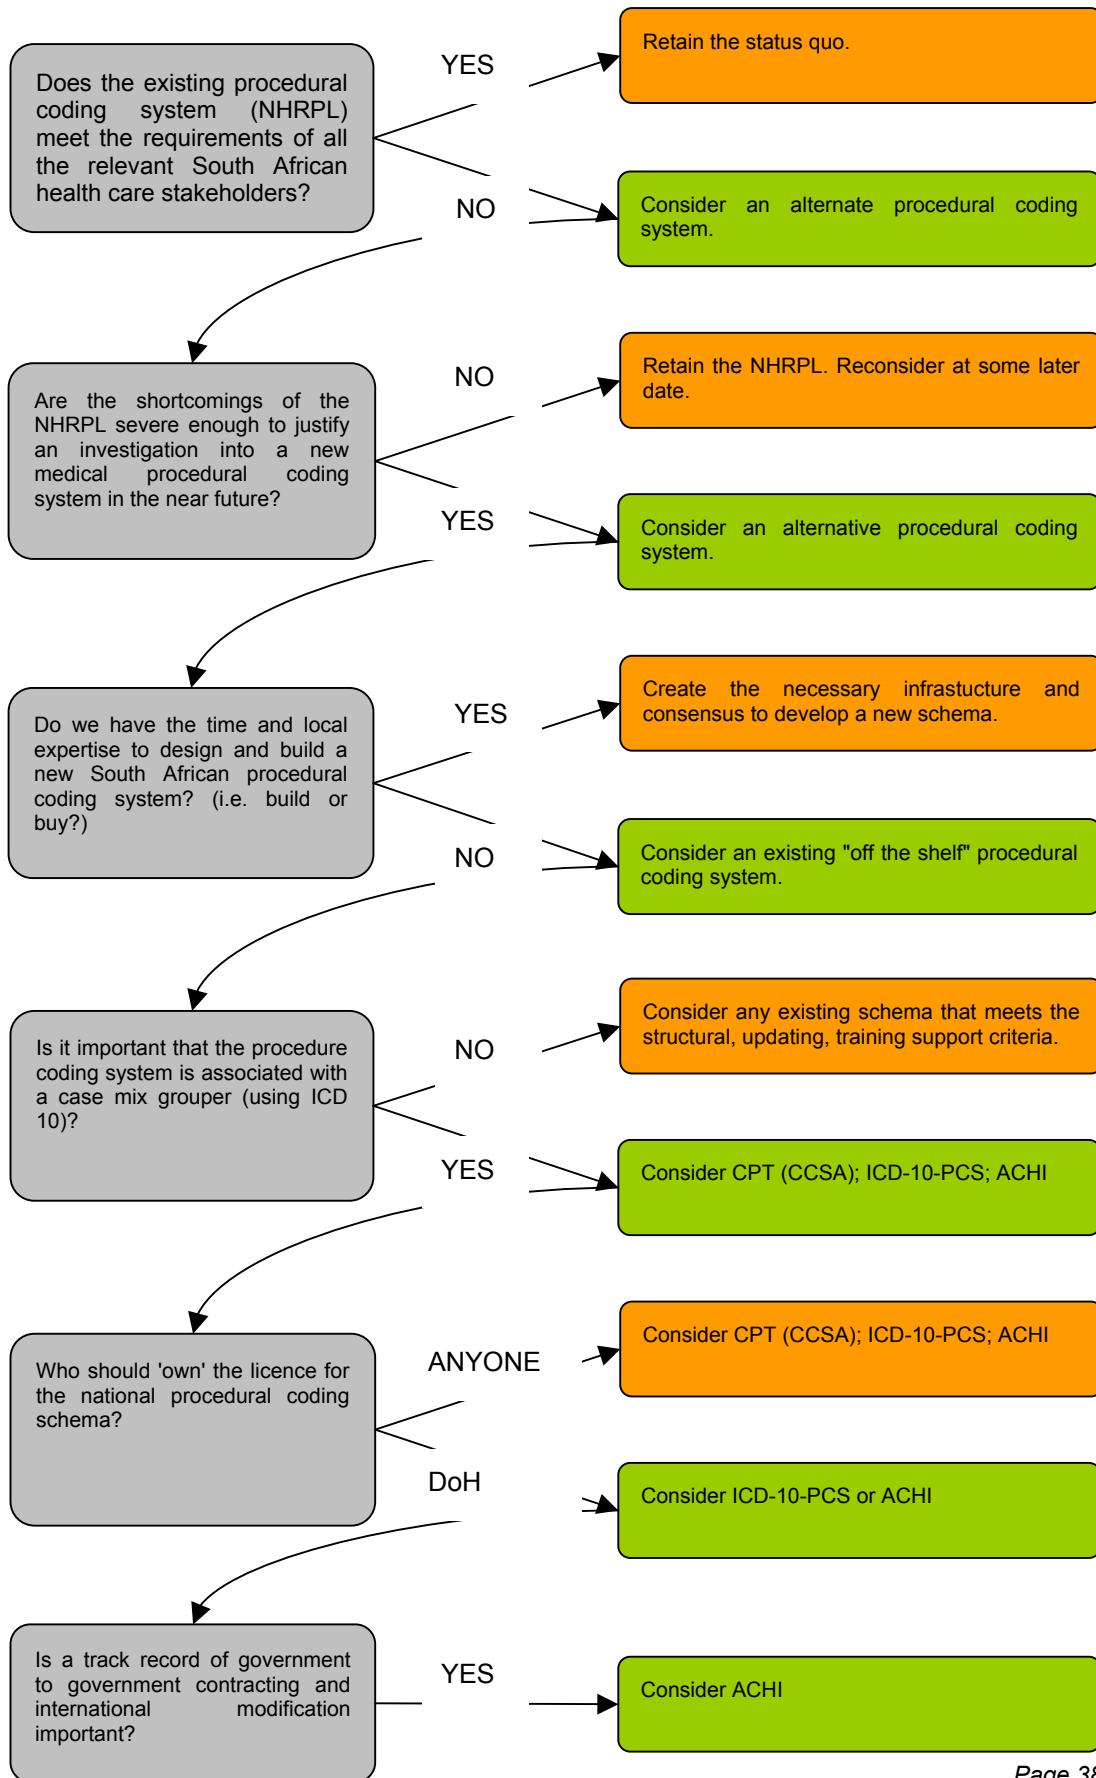 Does the existing procedural
coding system (NHRPL)
meet the requirements of all
the relevant South African
health care stakeholders?
YES
Retain the status quo.
NO
Consider an alternate procedural coding
system.
Are the shortcomings of the
NHRPL severe enough to justify
an investigation into a new
medical procedural coding
system in the near future?
NO
Retain the NHRPL. Reconsider at some later
date.
YES
Consider an alternative procedural coding
system.
Do we have the time and local
expertise to design and build a
new South African procedural
coding system? (i.e. build or
buy?)
YES
Create the necessary infrastucture and
consensus to develop a new schema.
NO
Consider an existing "off the shelf" procedural
coding system.
Is it important that the procedure
coding system is associated with
a case mix grouper (using ICD
10)?
NO
Consider any existing schema that meets the
structural, updating, training support criteria.
YES
Consider CPT (CCSA); ICD-10-PCS; ACHI
Who should 'own' the licence for
the national procedural coding
schema?
ANYONE
Consider CPT (CCSA); ICD-10-PCS; ACHI
DoH
Consider ICD-10-PCS or ACHI
Is a track record of government
to government contracting and
international modification
important?
YES
Consider ACHI
Page 38